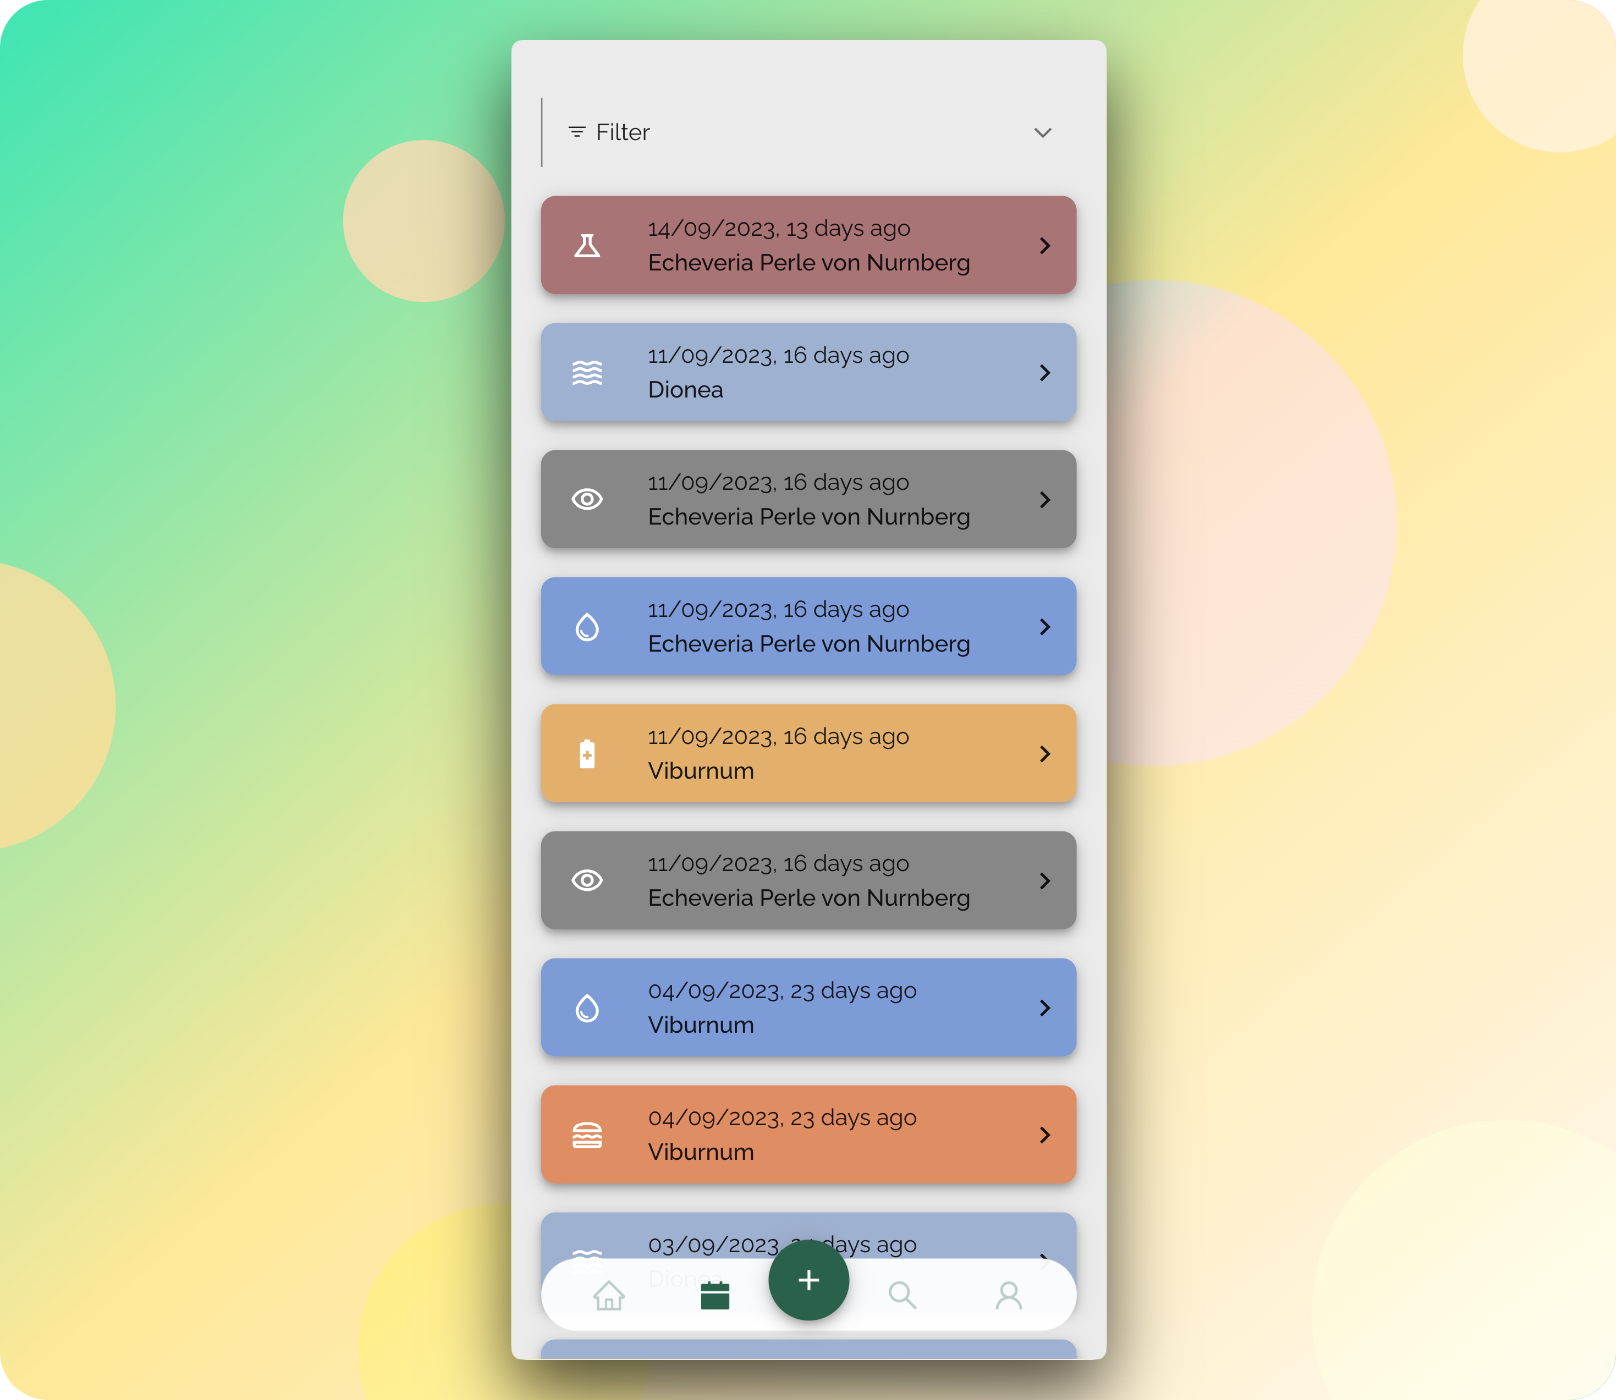 Filter
14/09/2023, 13 days ago
Echeveria Perle von Nurnberg
11/09/2023, 16 days ago
Dionea
11/09/2023, 16 days ago
Echeveria Perle von Nurnberg
11/09/2023, 16 days ago
Echeveria Perle von Nurnberg
11/09/2023, 16 days ago
Viburnum
11/09/2023, 16 days ago
Echeveria Perle von Nurnberg
04/09/2023, 23 days ago
Viburnum
04/09/2023, 23 days ago
Viburnum
03/09/2023, days ago